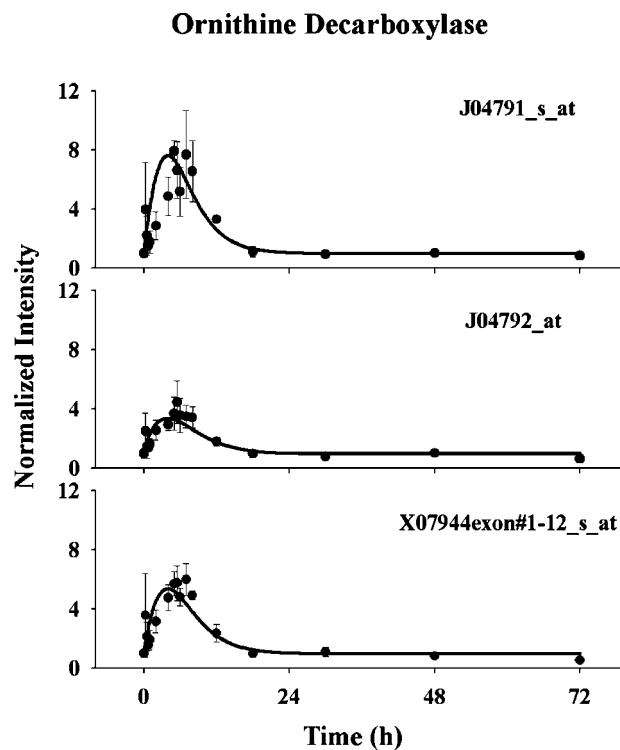 Ornithine Decarboxylase
12
J04791_s_at
8
4
0
12
J04792_at
8
4
0
12
X07944exon#1-12_s_at
8
4
0
Normalized Intensity
0 24 48 72
Time (h)